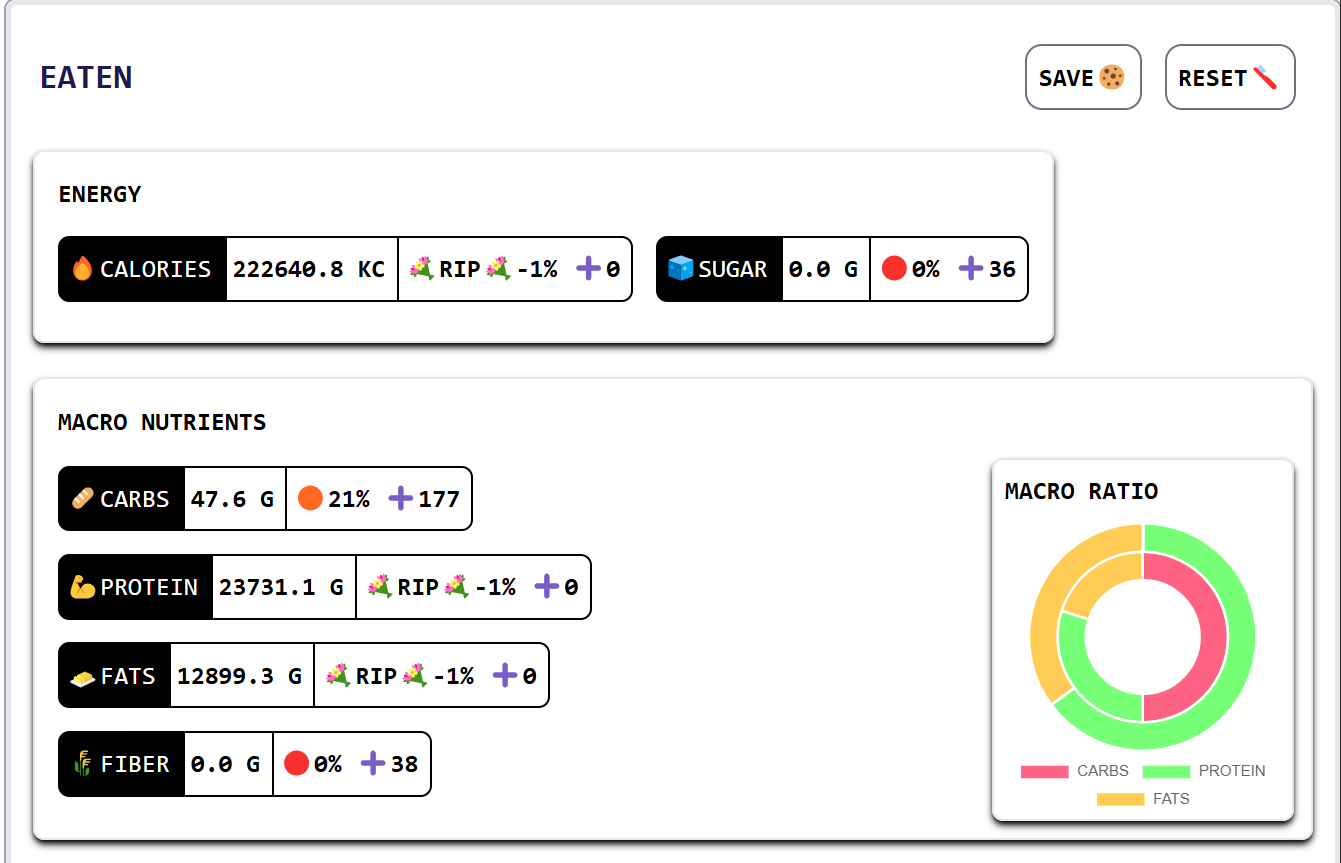 EATEN
SAVE🍪 RESET🪥
ENERGY
🔥CALORIES 222640.8 KC 💐RIP💐-1% ➕0 🧊SUGAR 0.0 G 🔴0% ➕36
MACRO NUTRIENTS
🥖CARBS 47.6 G 🟠21% ➕177
💪PROTEIN 23731.1 G 💐RIP💐-1% ➕0
🧈FATS 12899.3 G 💐RIP💐-1% ➕0
🌾FIBER 0.0 G 🔴0% ➕38
MACRO RATIO
CARBS PROTEIN
FATS